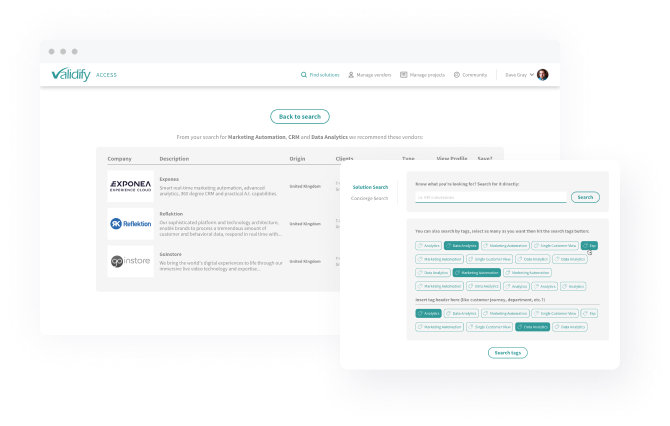 Validify ACCESS
Find solutions
Manage vendors
Manage projects
Community
Dave Gray
Back to search
From your search for Marketing Automation, CRM and Data Analytics we recommend these vendors:
Company Description Origin Clients Type View Profile Save?
EXPONEA
EXPERIENCE CLOUD
Exponea
Smart real-time marketing automation, advanced
analytics, 360 degree CRM and practical A.I. capabilities.
United Kingdom
Reflektion
Reflektion
Our sophisticated platform and technology architecture,
enable brands to process a tremendous amount of
customer and behavioral data, respond in real time with...
United Kingdom
go instore
Goinstore
We bring the world's digital experiences to life through our
immersive live video technology and expertise...
United Kingdom
Solution Search
Concierge Search
Know what you're looking for? Search for it directly:
Search
You can also search by tags, select as many as you want then hit the search tags button:
Analytics Data Analytics Marketing Automation Single Customer View Exp
Marketing Automation Single Customer View Data Analytics Data Analytics
Data Analytics Marketing Automation Marketing Automation
Marketing Automation Data Analytics Analytics Analytics Analytics
Insert tag header here (like customer journey, department, etc.?)
Analytics Data Analytics Marketing Automation Single Customer View Exp
Marketing Automation Single Customer View Data Analytics Data Analytics
Search tags